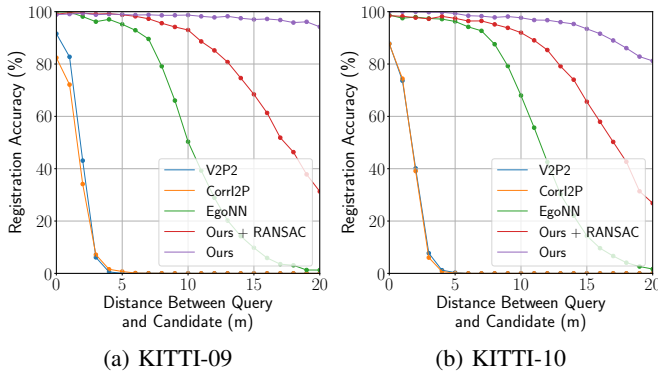 100
80
60
40
20
0
Registration Accuracy (%)
V2P2
CorrI2P
EgoNN
Ours + RANSAC
Ours
0 5 10 15 20
Distance Between Query
and Candidate (m)
(a) KITTI-09
100
80
60
40
20
0
Registration Accuracy (%)
V2P2
CorrI2P
EgoNN
Ours + RANSAC
Ours
0 5 10 15 20
Distance Between Query
and Candidate (m)
(b) KITTI-10